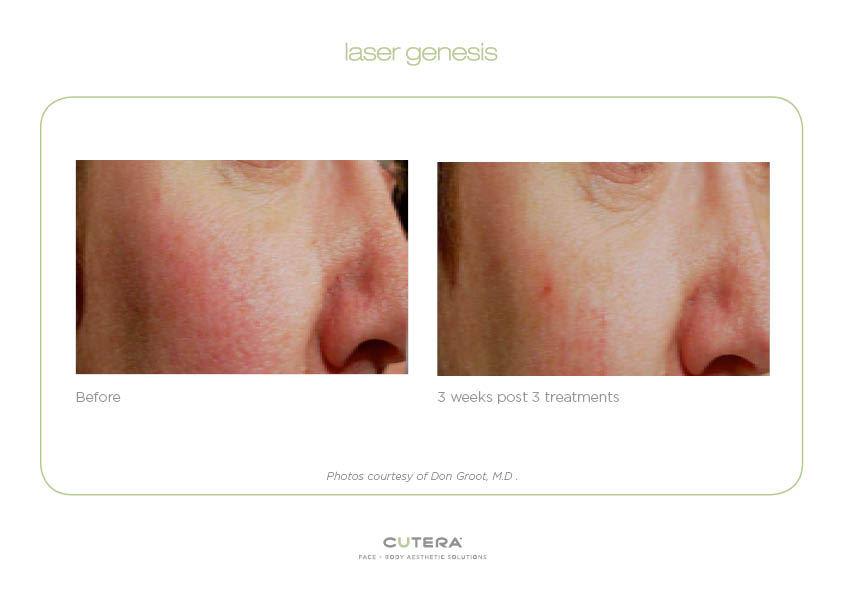 laser genesis
Before
3 weeks post 3 treatments
Photos courtesy of Don Groot, M.D .
CUTERA
FACE + BODY AESTHETIC SOLUTIONS